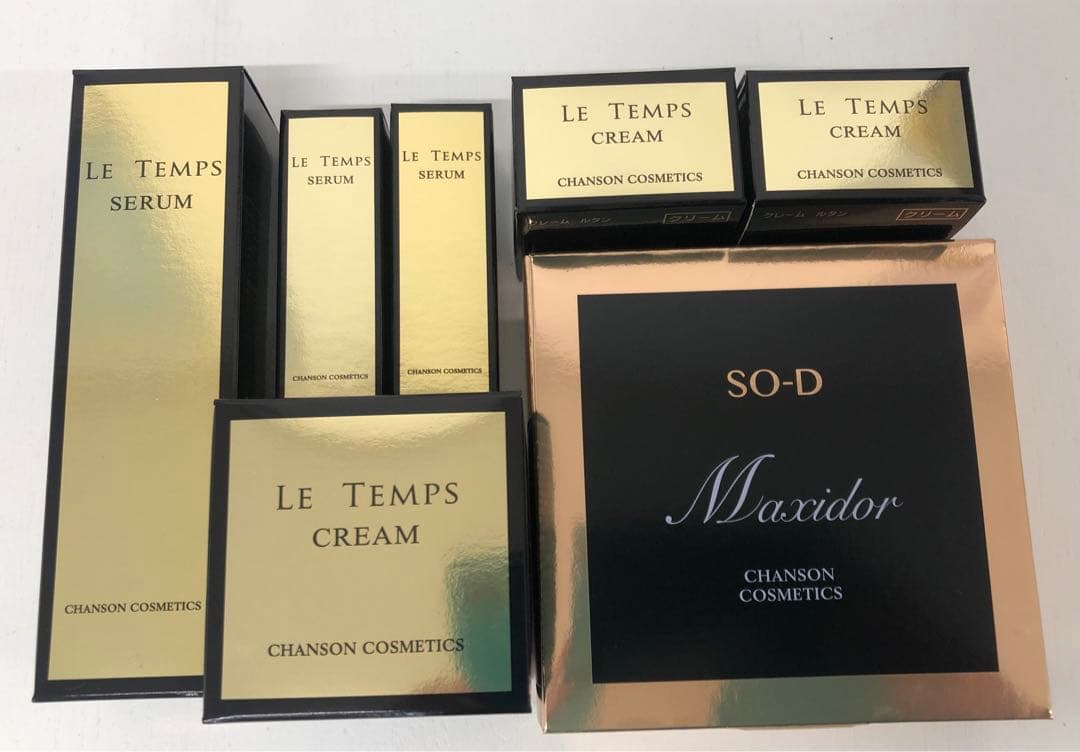 LE TEMPS
SERUM
CHANSON COSMETICS
LE TEMPS
SERUM
CHANSON COSMETICS
LE TEMPS
SERUM
CHANSON COSMETICS
LE TEMPS
CREAM
CHANSON COSMETICS
クレーム ルタン
クリーム
LE TEMPS
CREAM
CHANSON COSMETICS
クレーム ルタン
クリーム
LE TEMPS
CREAM
CHANSON COSMETICS
SO-D
Maxidor
CHANSON
COSMETICS